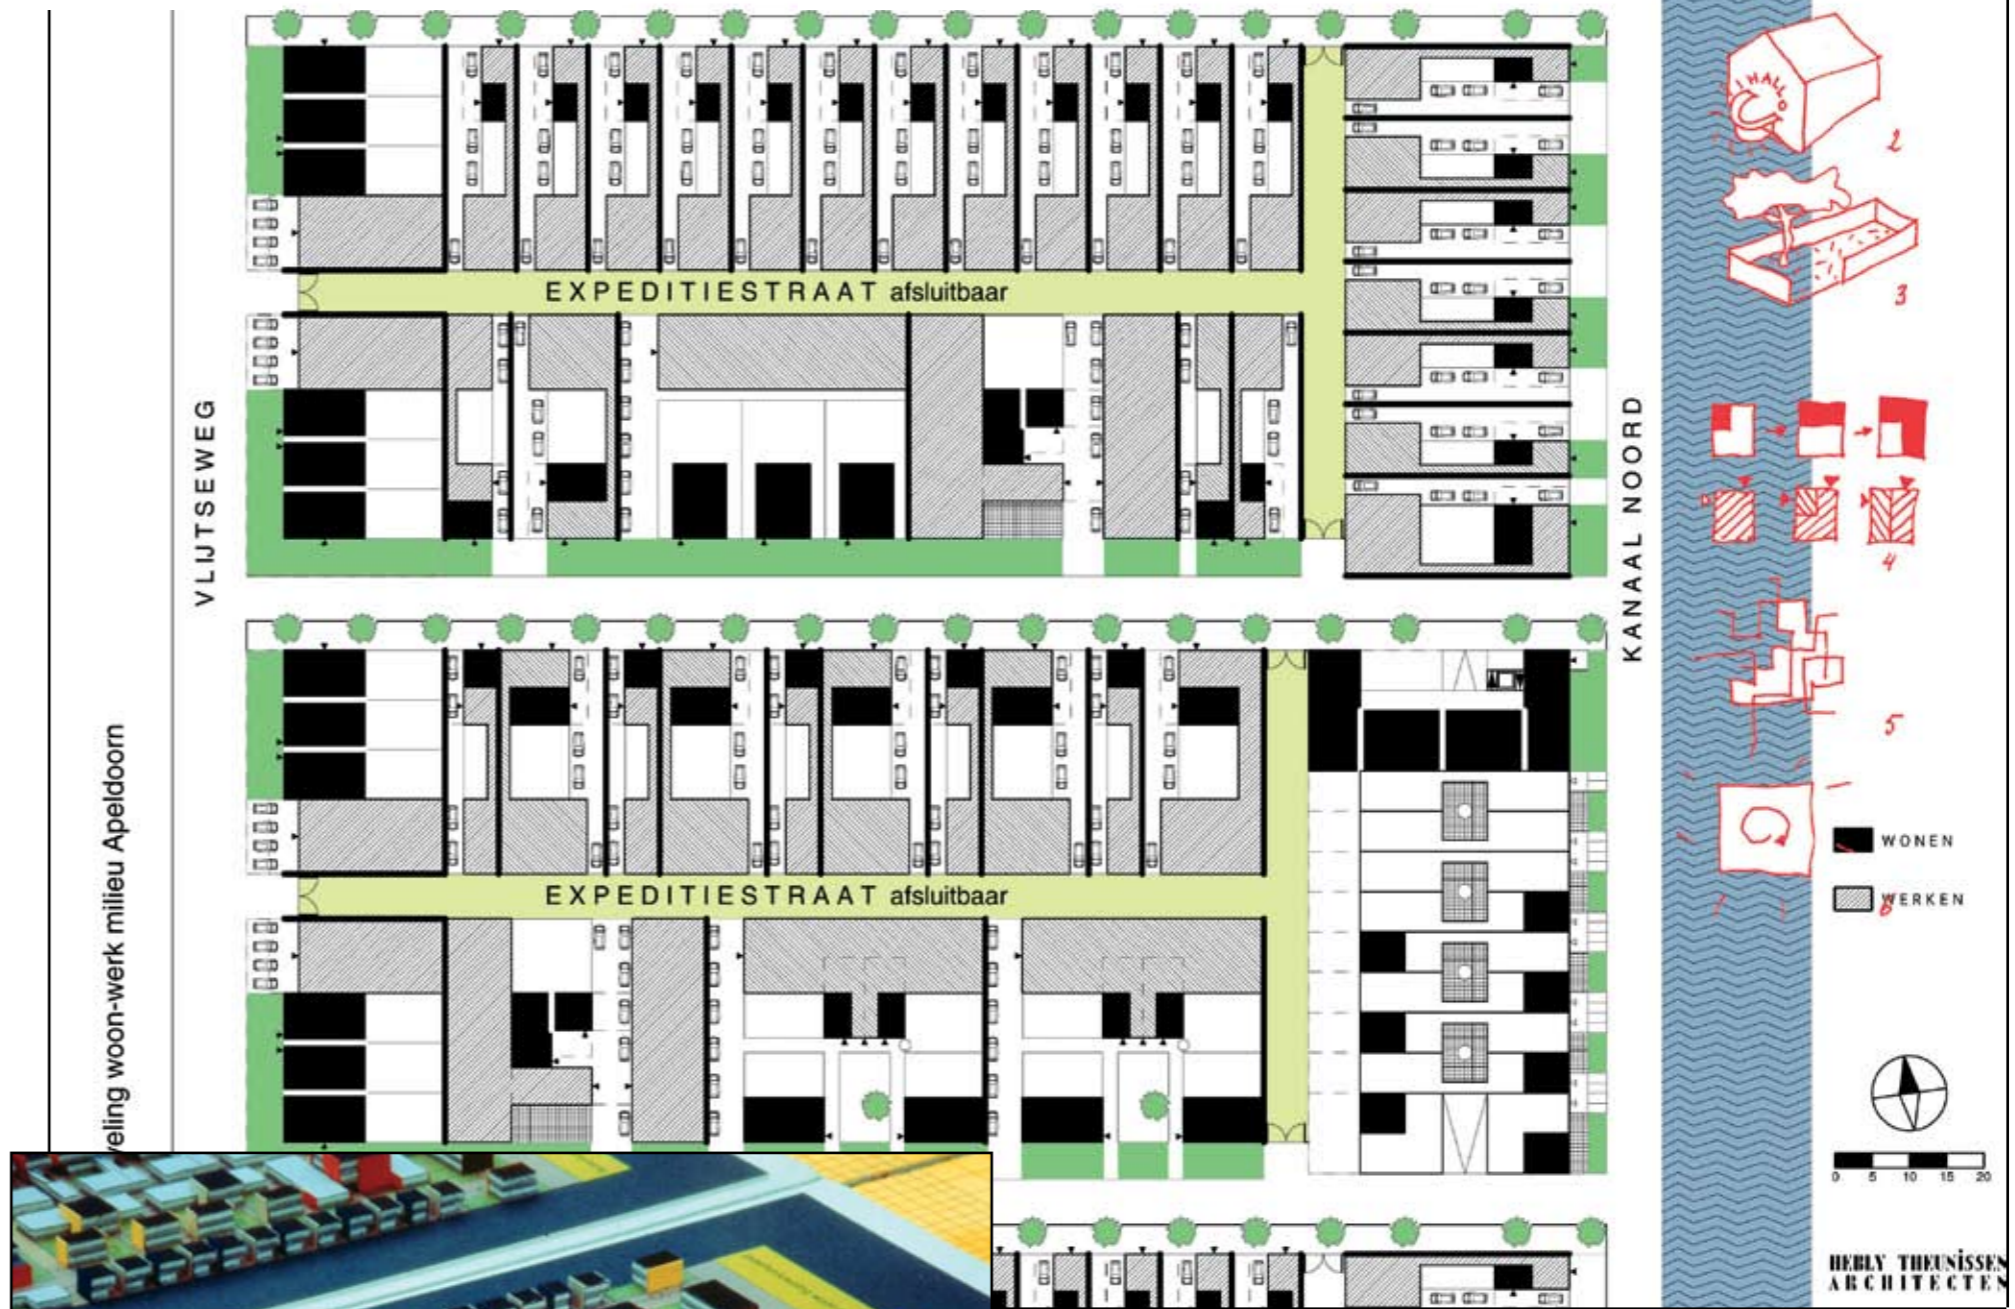 VLIJTSEWEG
weling woon-werk milieu Apeldoorn
EXPEDITIESTRAAT afsluitbaar
EXPEDITIESTRAAT afsluitbaar
KANAAL NOORD
! HALLO
2
3
4
5
6
WONEN
WERKEN
0 5 10 15 20
HEBLY THEUNISSEN
ARCHITECTEN